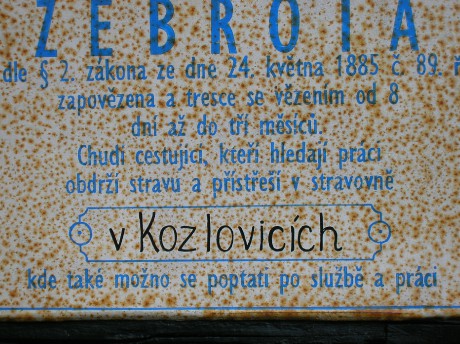 ŽEBROTA
dle § 2. zákona ze dne 24. května 1885 č. 89. ř
zapovězena a tresce se vězením od 8
dní až do tří měsíců.
Chudí cestující, kteří hledají práci
obdrží stravu a přístřeší v stravovně
v Kozlovicích
kde také možno se poptati po službě a práci